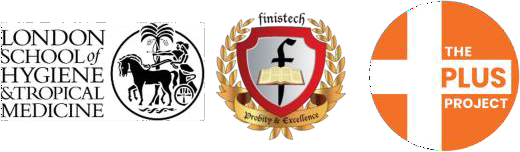 LONDON
SCHOOL of
HYGIENE
& TROPICAL
MEDICINE
finistech
f
Probity & Excellence
THE
PLUS
PROJECT